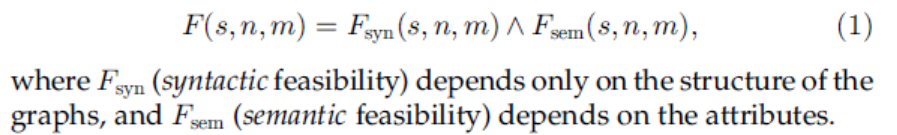 F(s, n, m) = F_syn(s, n, m) ∧ F_sem(s, n, m), (1)
where F_syn (syntactic feasibility) depends only on the structure of the
graphs, and F_sem (semantic feasibility) depends on the attributes.